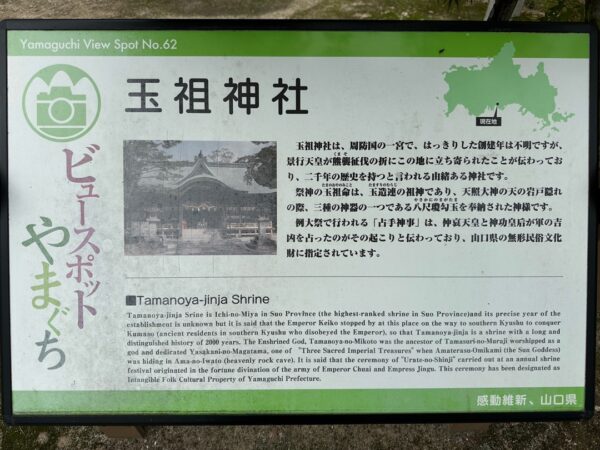 Yamaguchi View Spot No.62
玉祖神社
ビュースポット
やまぐち
現在地
玉祖神社は、周防国の一宮で、はっきりした創建年は不明ですが、
景行天皇が熊襲征伐の折にこの地に立ち寄られたことが伝わってお
り、二千年の歴史を持つと言われる由緒ある神社です。
祭神の玉祖命は、玉造連の祖神であり、天照大神の天の岩戸隠れ
の際、三種の神器の一つである八尺瓊勾玉を奉納された神様です。
例大祭で行われる「占手神事」は、仲哀天皇と神功皇后が軍の吉
凶を占ったのがその起こりと伝わっており、山口県の無形民俗文化
財に指定されています。
■Tamanoya-jinja Shrine
Tamanoya-jinja Srine is Ichi-no-Miya in Suo Province (the highest-ranked shrine in Suo Province)and its precise year of the
establishment is unknown but it is said that the Emperor Keiko stopped by at this place on the way to southern Kyushu to conquer
Kumaso (ancient residents in southern Kyushu who disobeyed the Emperor), so that Tamanoya-jinja is a shrine with a long and
distinguished history of 2000 years. The Enshrined God, Tamanoya-no-Mikoto was the ancestor of Tamasuri-no-Muraji worshipped as a
god and dedicated Yasakani-no-Magatama, one of "Three Sacred Imperial Treasures" when Amaterasu-Omikami (the Sun Goddess)
was hiding in Ama-no-Iwato (heavenly rock cave). It is said that the ceremony of "Urate-no-Shinji" carried out at an annual shrine
festival originated in the fortune divination of the army of Emperor Chuai and Empress Jingu. This ceremony has been designated as
Intangible Folk Cultural Property of Yamaguchi Prefecture.
感動維新、山口県